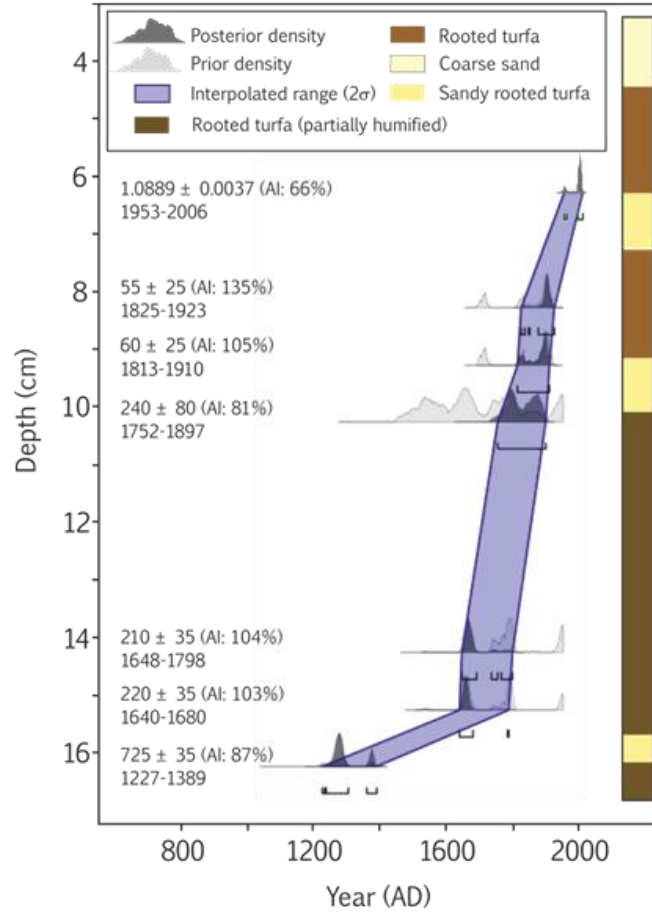 Posterior density
Prior density
Interpolated range (2σ)
Rooted turfa (partially humified)
Rooted turfa
Coarse sand
Sandy rooted turfa
Depth (cm)
4
6
8
10
12
14
16
1.0889 ± 0.0037 (AI: 66%)
1953-2006
55 ± 25 (AI: 135%)
1825-1923
60 ± 25 (AI: 105%)
1813-1910
240 ± 80 (AI: 81%)
1752-1897
210 ± 35 (AI: 104%)
1648-1798
220 ± 35 (AI: 103%)
1640-1680
725 ± 35 (AI: 87%)
1227-1389
800 1200 1600 2000
Year (AD)